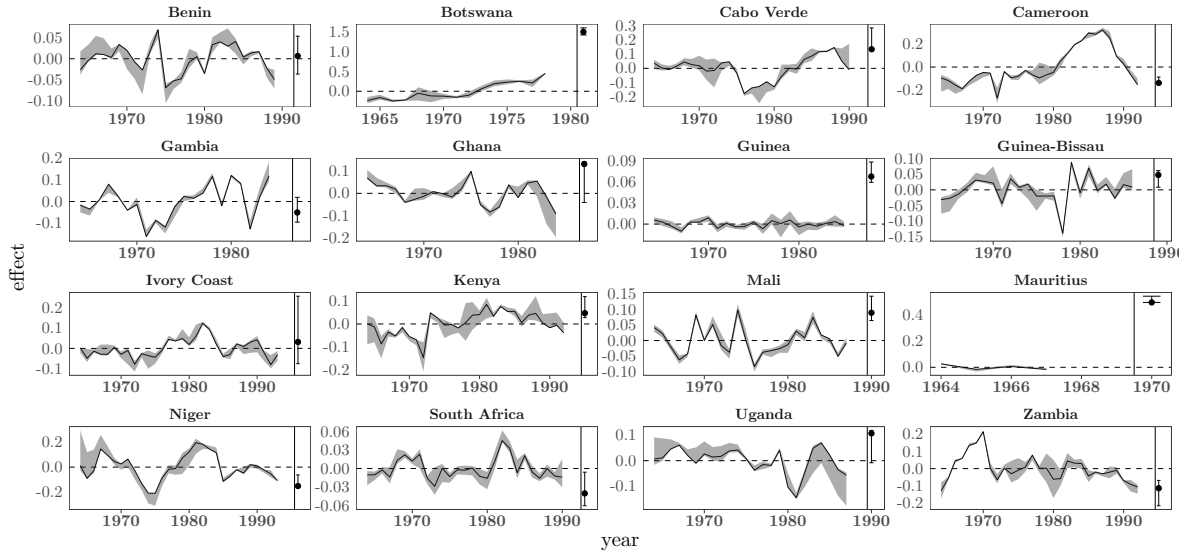 Benin Botswana Cabo Verde Cameroon
0.05 0.00 -0.05 -0.10
1.5 1.0 0.5 0.0
0.3 0.2 0.1 0.0 -0.1 -0.2
0.2 0.0 -0.2
1970 1980 1990 1965 1970 1975 1980 1970 1980 1990 1970 1980 1990
Gambia Ghana Guinea Guinea-Bissau
0.2 0.1 0.0 -0.1
0.1 0.0 -0.1 -0.2
0.09 0.06 0.03 0.00
0.10 0.05 0.00 -0.05 -0.10 -0.15
1970 1980 1970 1980 1970 1980 1970 1980 1990
effect
Ivory Coast Kenya Mali Mauritius
0.2 0.1 0.0 -0.1
0.1 0.0 -0.1 -0.2
0.15 0.10 0.05 0.00 -0.05 -0.10
0.4 0.2 0.0
1970 1980 1990 1970 1980 1990 1970 1980 1990 1964 1966 1968 1970
Niger South Africa Uganda Zambia
0.2 0.0 -0.2
0.06 0.03 0.00 -0.03 -0.06
0.1 0.0 -0.1
0.2 0.1 0.0 -0.1 -0.2
1970 1980 1990 1970 1980 1990 1970 1980 1990 1970 1980 1990
year